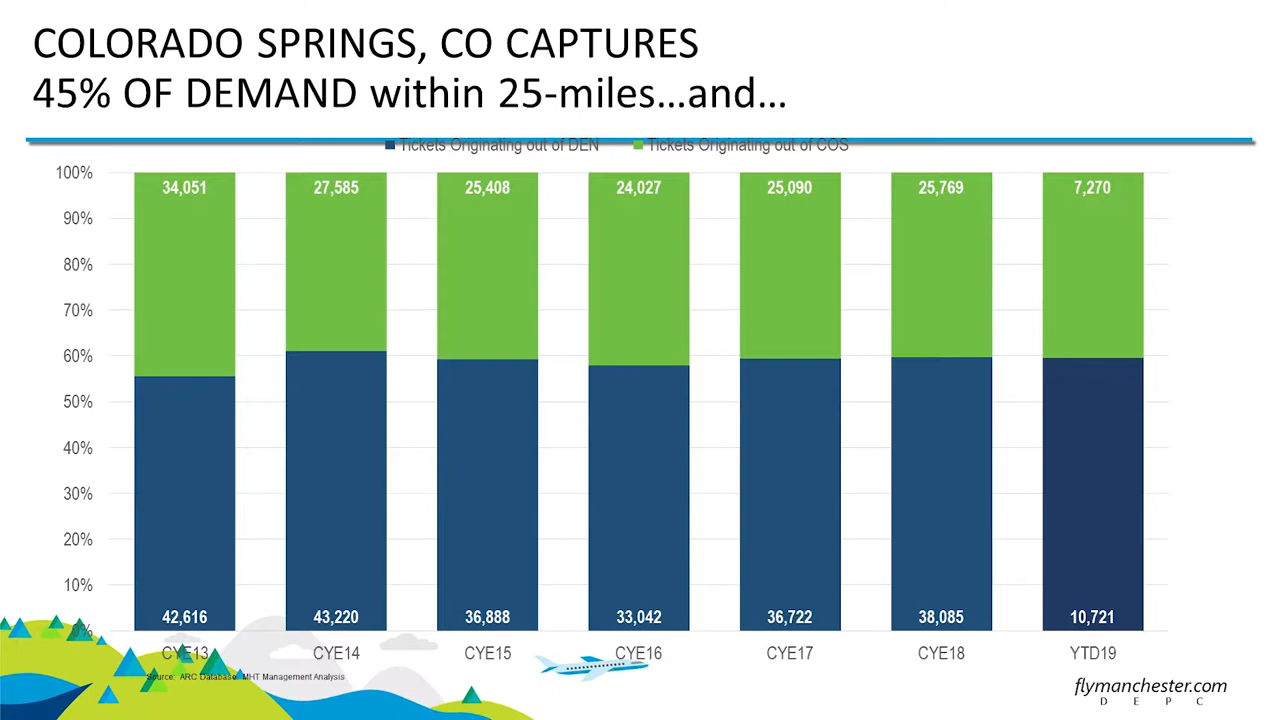 COLORADO SPRINGS, CO CAPTURES
45% OF DEMAND within 25-miles…and…
Tickets Originating out of DEN Tickets Originating out of COS
100%
34,051 27,585 25,408 24,027 25,090 25,769 7,270
90%
80%
70%
60%
50%
40%
30%
20%
10%
42,616 43,220 36,888 33,042 36,722 38,085 10,721
0%
CYE13 CYE14 CYE15 CYE16 CYE17 CYE18 YTD19
Source: ARC Database MHT Management Analysis
flymanchester.com
D E P C